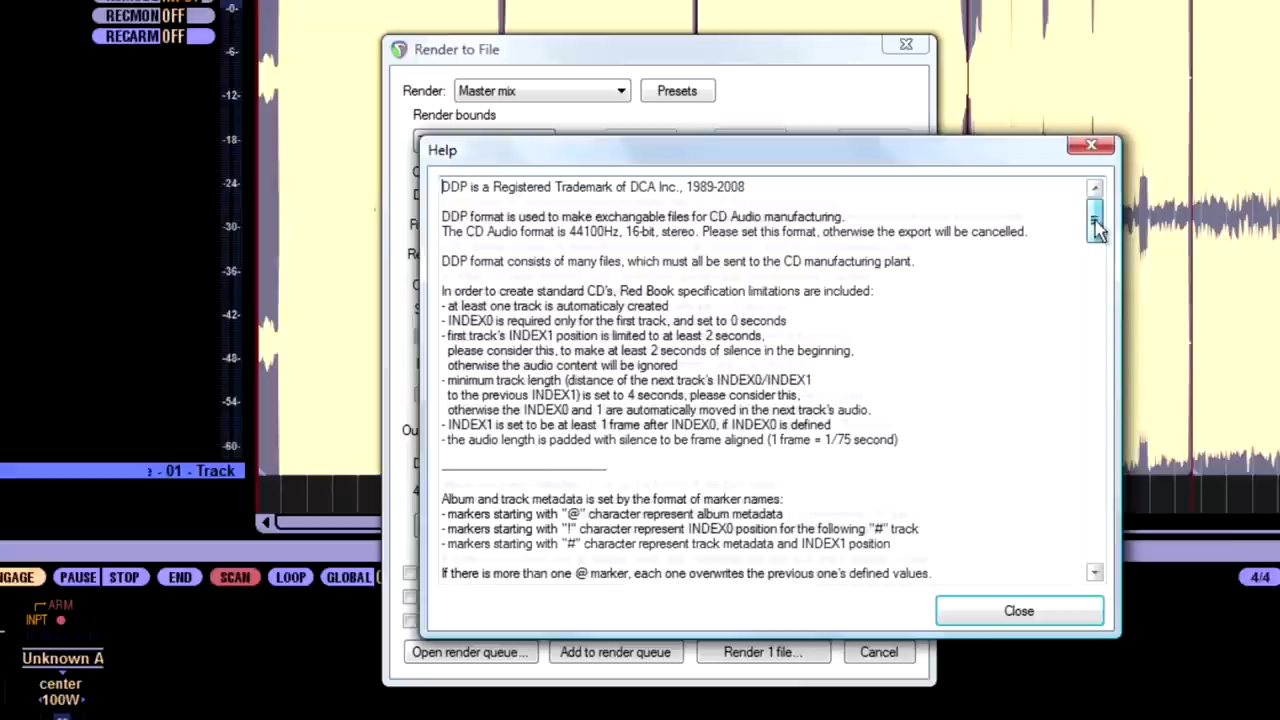 RECMON OFF
RECARM OFF
-0-
-6-
-12-
-18-
-24-
-30-
-36-
-42-
-48-
-54-
-60-
- 01 - Track
Render to File
Render: Master mix Presets
Render bounds
Help
DDP is a Registered Trademark of DCA Inc., 1989-2008
DDP format is used to make exchangable files for CD Audio manufacturing.
The CD Audio format is 44100Hz, 16-bit, stereo. Please set this format, otherwise the export will be cancelled.
DDP format consists of many files, which must all be sent to the CD manufacturing plant.
In order to create standard CD's, Red Book specification limitations are included:
- at least one track is automaticaly created
- INDEX0 is required only for the first track, and set to 0 seconds
- first track's INDEX1 position is limited to at least 2 seconds,
please consider this, to make at least 2 seconds of silence in the beginning,
otherwise the audio content will be ignored
- minimum track length (distance of the next track's INDEX0/INDEX1
to the previous INDEX1) is set to 4 seconds, please consider this,
otherwise the INDEX0 and 1 are automatically moved in the next track's audio.
- INDEX1 is set to be at least 1 frame after INDEX0, if INDEX0 is defined
- the audio length is padded with silence to be frame aligned (1 frame = 1/75 second)
Album and track metadata is set by the format of marker names:
- markers starting with "@" character represent album metadata
- markers starting with "!" character represent INDEX0 position for the following "#" track
- markers starting with "#" character represent track metadata and INDEX1 position
If there is more than one @ marker, each one overwrites the previous one's defined values.
Close
Open render queue... Add to render queue Render 1 file... Cancel
NGAGE PAUSE STOP END SCAN LOOP GLOBAL 4/4
ARM
INPT
Unknown A
center
100W